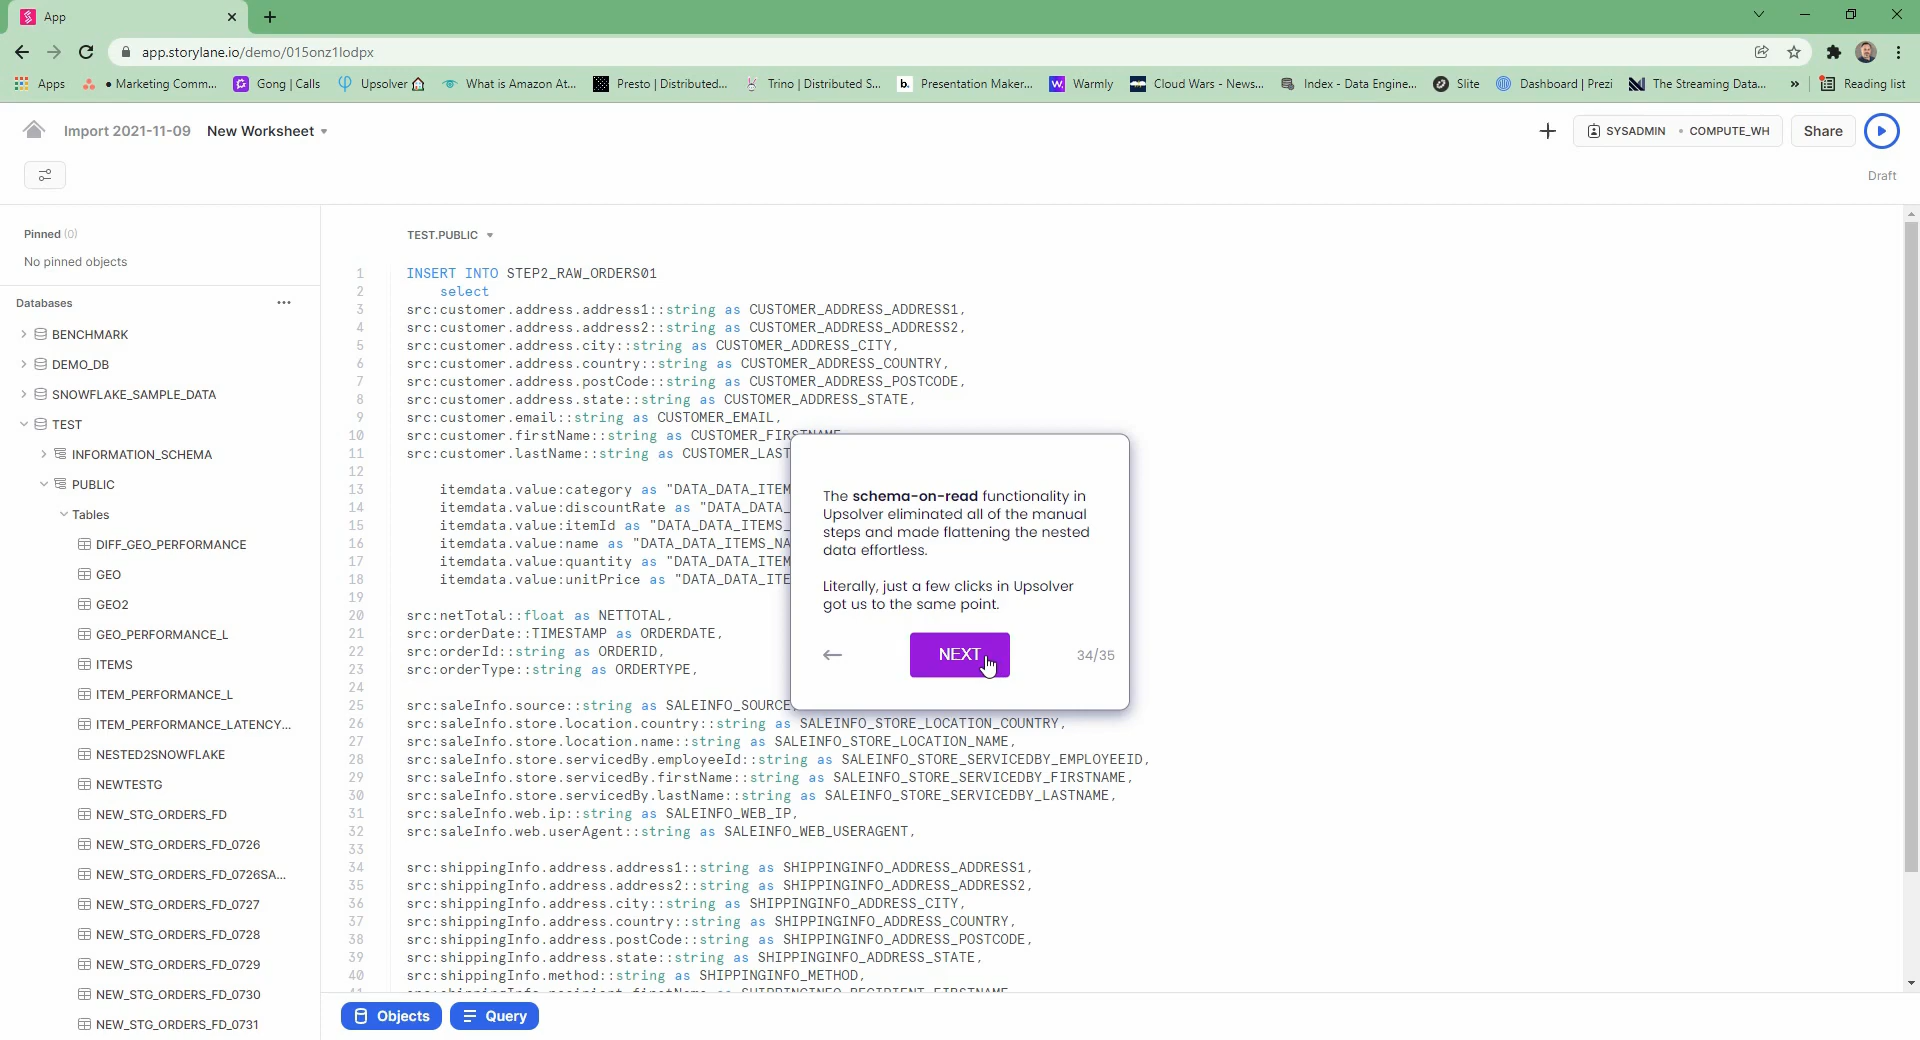 App
app.storylane.io/demo/015onz1lodpx
Apps
• Marketing Comm...
Gong | Calls
Upsolver
What is Amazon At...
Presto | Distributed...
Trino | Distributed S...
Presentation Maker...
Warmly
Cloud Wars - News...
Index - Data Engine...
Slite
Dashboard | Prezi
The Streaming Data...
»
Reading list
Import 2021-11-09 New Worksheet
SYSADMIN • COMPUTE_WH
Share
Draft
Pinned (0)
No pinned objects
Databases
BENCHMARK
DEMO_DB
SNOWFLAKE_SAMPLE_DATA
TEST
INFORMATION_SCHEMA
PUBLIC
Tables
DIFF_GEO_PERFORMANCE
GEO
GEO2
GEO_PERFORMANCE_L
ITEMS
ITEM_PERFORMANCE_L
ITEM_PERFORMANCE_LATENCY...
NESTED2SNOWFLAKE
NEWTESTG
NEW_STG_ORDERS_FD
NEW_STG_ORDERS_FD_0726
NEW_STG_ORDERS_FD_0726SA...
NEW_STG_ORDERS_FD_0727
NEW_STG_ORDERS_FD_0728
NEW_STG_ORDERS_FD_0729
NEW_STG_ORDERS_FD_0730
NEW_STG_ORDERS_FD_0731
TEST.PUBLIC
1 INSERT INTO STEP2_RAW_ORDERS01
2 select
3 src:customer.address.address1::string as CUSTOMER_ADDRESS_ADDRESS1,
4 src:customer.address.address2::string as CUSTOMER_ADDRESS_ADDRESS2,
5 src:customer.address.city::string as CUSTOMER_ADDRESS_CITY,
6 src:customer.address.country::string as CUSTOMER_ADDRESS_COUNTRY,
7 src:customer.address.postCode::string as CUSTOMER_ADDRESS_POSTCODE,
8 src:customer.address.state::string as CUSTOMER_ADDRESS_STATE,
9 src:customer.email::string as CUSTOMER_EMAIL,
10 src:customer.firstName::string as CUSTOMER_FIRSTNAME,
11 src:customer.lastName::string as CUSTOMER_LAST
12
13 itemdata.value:category as "DATA_DATA_ITEM
14 itemdata.value:discountRate as "DATA_DATA_
15 itemdata.value:itemId as "DATA_DATA_ITEMS_
16 itemdata.value:name as "DATA_DATA_ITEMS_NA
17 itemdata.value:quantity as "DATA_DATA_ITEM
18 itemdata.value:unitPrice as "DATA_DATA_ITE
19
20 src:netTotal::float as NETTOTAL,
21 src:orderDate::TIMESTAMP as ORDERDATE,
22 src:orderId::string as ORDERID,
23 src:orderType::string as ORDERTYPE,
24
25 src:saleInfo.source::string as SALEINFO_SOURCE,
26 src:saleInfo.store.location.country::string as SALEINFO_STORE_LOCATION_COUNTRY,
27 src:saleInfo.store.location.name::string as SALEINFO_STORE_LOCATION_NAME,
28 src:saleInfo.store.servicedBy.employeeId::string as SALEINFO_STORE_SERVICEDBY_EMPLOYEEID,
29 src:saleInfo.store.servicedBy.firstName::string as SALEINFO_STORE_SERVICEDBY_FIRSTNAME,
30 src:saleInfo.store.servicedBy.lastName::string as SALEINFO_STORE_SERVICEDBY_LASTNAME,
31 src:saleInfo.web.ip::string as SALEINFO_WEB_IP,
32 src:saleInfo.web.userAgent::string as SALEINFO_WEB_USERAGENT,
33
34 src:shippingInfo.address.address1::string as SHIPPINGINFO_ADDRESS_ADDRESS1,
35 src:shippingInfo.address.address2::string as SHIPPINGINFO_ADDRESS_ADDRESS2,
36 src:shippingInfo.address.city::string as SHIPPINGINFO_ADDRESS_CITY,
37 src:shippingInfo.address.country::string as SHIPPINGINFO_ADDRESS_COUNTRY,
38 src:shippingInfo.address.postCode::string as SHIPPINGINFO_ADDRESS_POSTCODE,
39 src:shippingInfo.address.state::string as SHIPPINGINFO_ADDRESS_STATE,
40 src:shippingInfo.method::string as SHIPPINGINFO_METHOD,
41 src:shippingInfo.recipient.firstName as SHIPPINGINFO_RECIPIENT_FIRSTNAME
The schema-on-read functionality in
Upsolver eliminated all of the manual
steps and made flattening the nested
data effortless.
Literally, just a few clicks in Upsolver
got us to the same point.
NEXT
34/35
Objects
Query